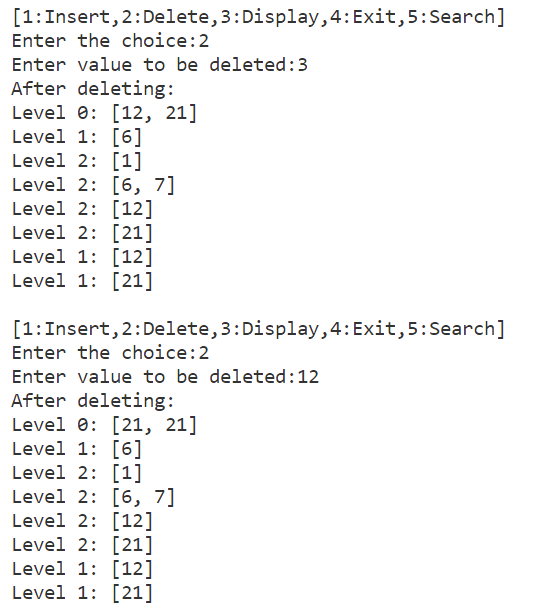 [1:Insert,2:Delete,3:Display,4:Exit,5:Search]
Enter the choice:2
Enter value to be deleted:3
After deleting:
Level 0: [12, 21]
Level 1: [6]
Level 2: [1]
Level 2: [6, 7]
Level 2: [12]
Level 2: [21]
Level 1: [12]
Level 1: [21]

[1:Insert,2:Delete,3:Display,4:Exit,5:Search]
Enter the choice:2
Enter value to be deleted:12
After deleting:
Level 0: [21, 21]
Level 1: [6]
Level 2: [1]
Level 2: [6, 7]
Level 2: [12]
Level 2: [21]
Level 1: [12]
Level 1: [21]